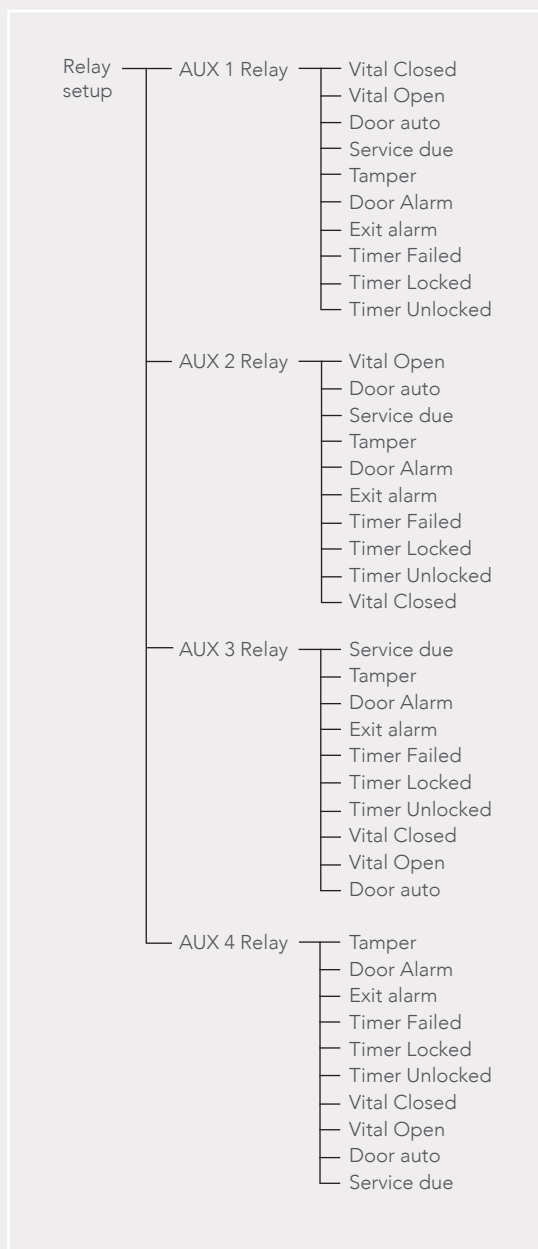 Relay
setup
AUX 1 Relay
Vital Closed
Vital Open
Door auto
Service due
Tamper
Door Alarm
Exit alarm
Timer Failed
Timer Locked
Timer Unlocked
AUX 2 Relay
Vital Open
Door auto
Service due
Tamper
Door Alarm
Exit alarm
Timer Failed
Timer Locked
Timer Unlocked
Vital Closed
AUX 3 Relay
Service due
Tamper
Door Alarm
Exit alarm
Timer Failed
Timer Locked
Timer Unlocked
Vital Closed
Vital Open
Door auto
AUX 4 Relay
Tamper
Door Alarm
Exit alarm
Timer Failed
Timer Locked
Timer Unlocked
Vital Closed
Vital Open
Door auto
Service due